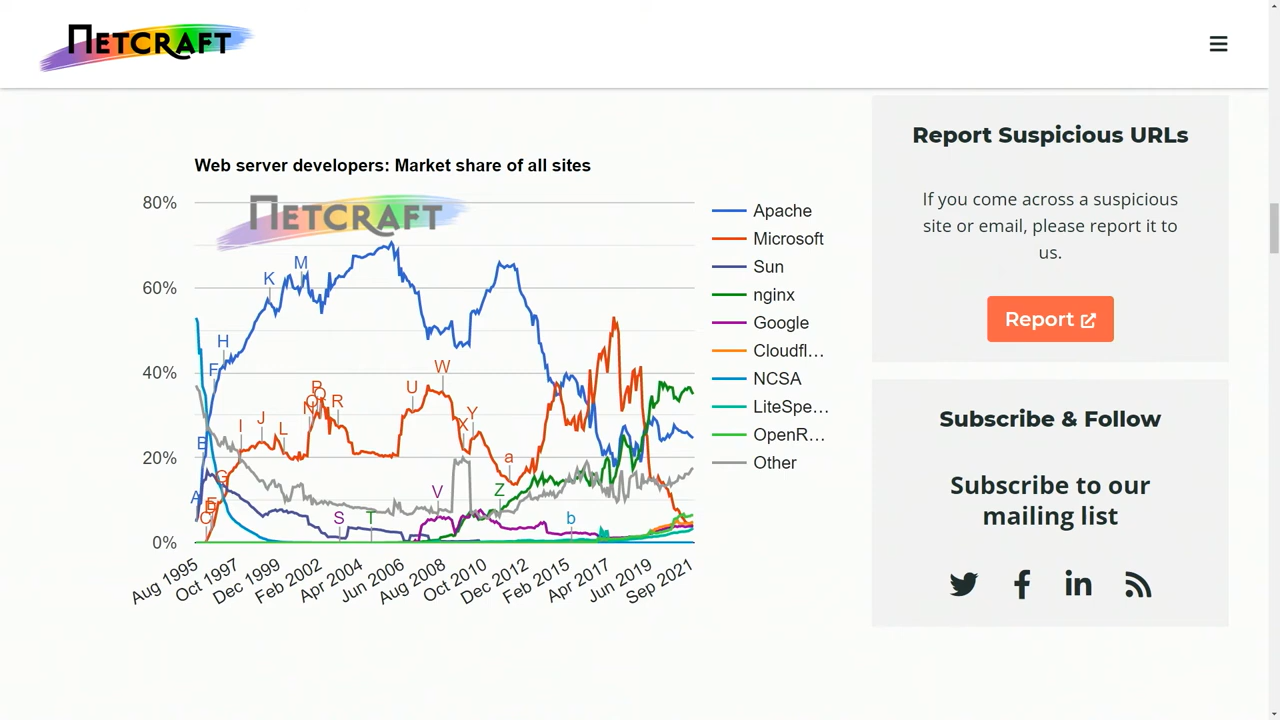 NETCRAFT
Web server developers: Market share of all sites
NETCRAFT
80%
60%
40%
20%
0%
K
M
H
F
B
A
C
E
G
I
J
L
N
O
P
Q
R
U
W
X
Y
V
S
T
Z
a
b
Aug 1995
Oct 1997
Dec 1999
Feb 2002
Apr 2004
Jun 2006
Aug 2008
Oct 2010
Dec 2012
Feb 2015
Apr 2017
Jun 2019
Sep 2021
Apache
Microsoft
Sun
nginx
Google
Cloudfl...
NCSA
LiteSpe...
OpenR...
Other
Report Suspicious URLs
If you come across a suspicious
site or email, please report it to
us.
Report
Subscribe & Follow
Subscribe to our
mailing list